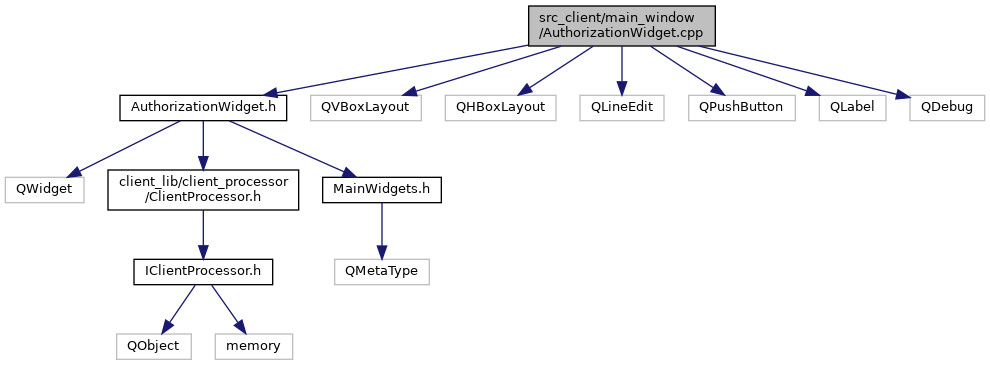 src_client/main_window
/AuthorizationWidget.cpp
AuthorizationWidget.h
QVBoxLayout
QHBoxLayout
QLineEdit
QPushButton
QLabel
QDebug
QWidget
client_lib/client_processor
/ClientProcessor.h
MainWidgets.h
IClientProcessor.h
QMetaType
QObject
memory